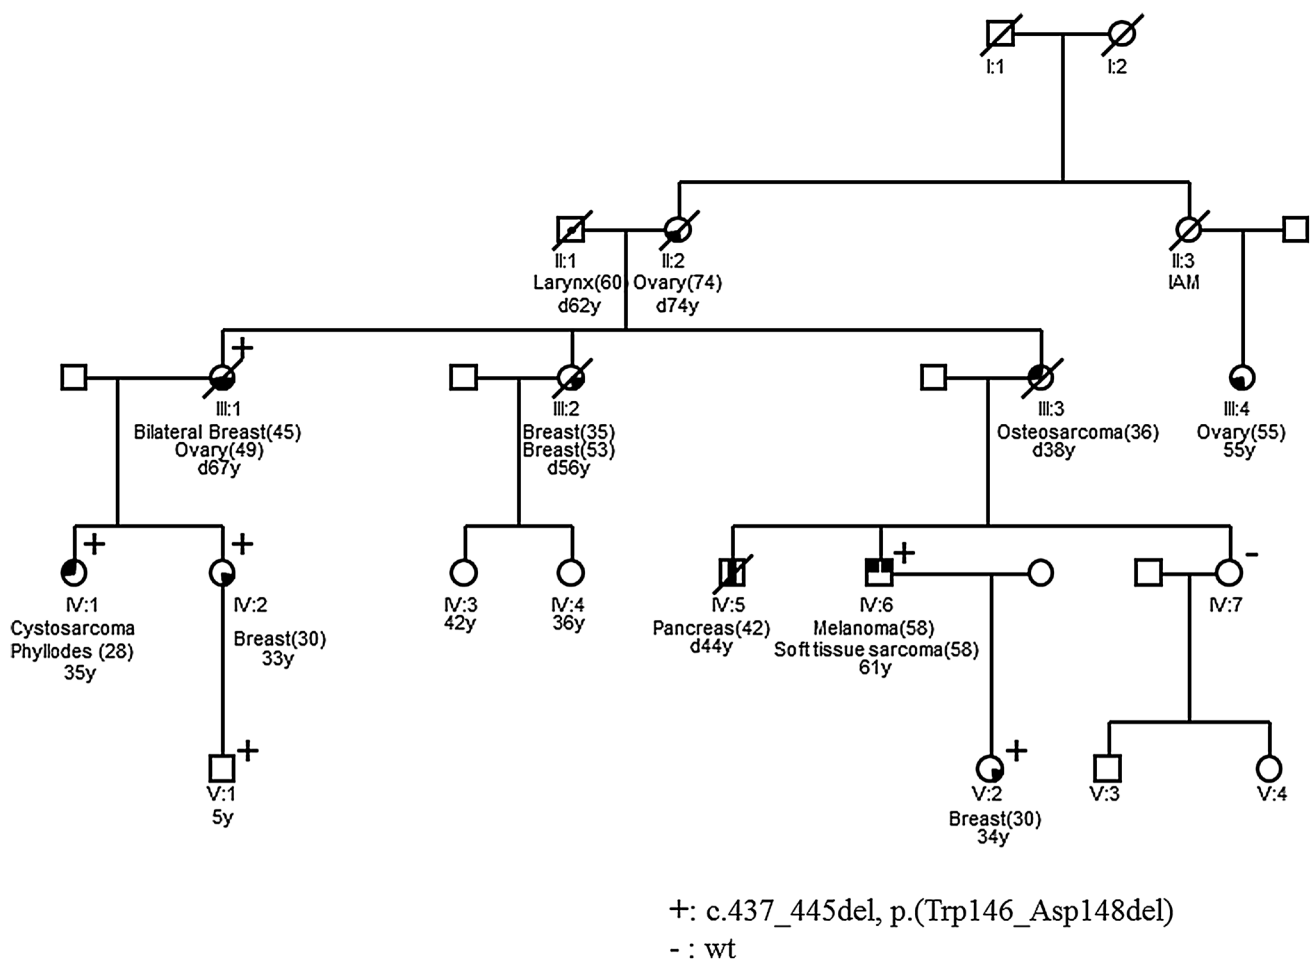 I:1
I:2
II:1
Larynx(60)
d62y
II:2
Ovary(74)
d74y
II:3
IAM
+
III:1
Bilateral Breast(45)
Ovary(49)
d67y
III:2
Breast(35)
Breast(53)
d56y
III:3
Osteosarcoma(36)
d38y
III:4
Ovary(55)
55y
+
IV:1
Cystosarcoma
Phyllodes (28)
35y
+
IV:2
Breast(30)
33y
IV:3
42y
IV:4
36y
IV:5
Pancreas(42)
d44y
+
IV:6
Melanoma(58)
Soft tissue sarcoma(58)
61y
-
IV:7
+
V:1
5y
+
V:2
Breast(30)
34y
V:3
V:4
+: c.437_445del, p.(Trp146_Asp148del)
- : wt